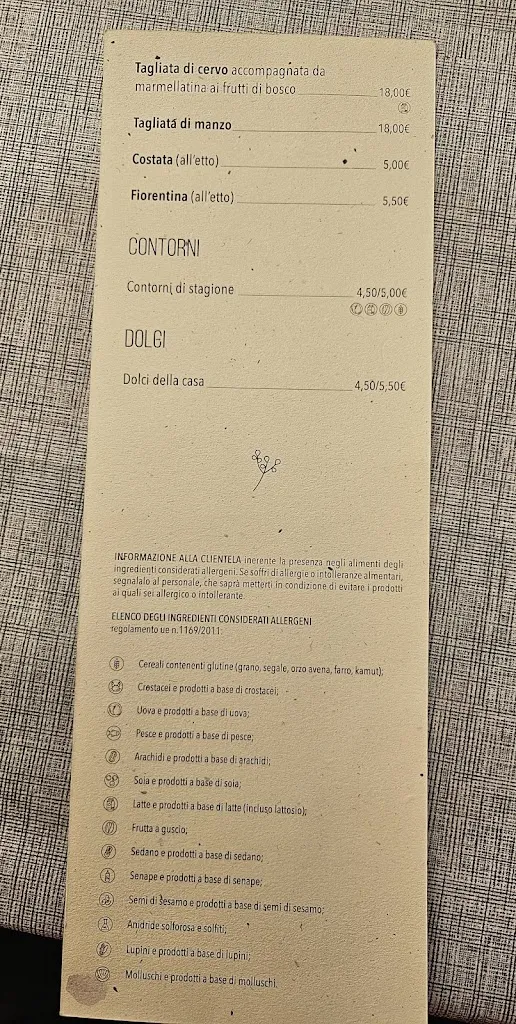 Tagliata di cervo accompagnata da
marmellatina ai frutti di bosco 18,00€
Tagliata di manzo 18,00€
Costata (all'etto) 5,00€
Fiorentina (all'etto) 5,50€
CONTORNI
Contorni di stagione 4,50/5,00€
DOLCI
Dolci della casa 4,50/5,50€
INFORMAZIONE ALLA CLIENTELA inerente la presenza negli alimenti degli
ingredienti considerati allergeni. Se soffri di allergie o intolleranze alimentari,
segnalalo al personale, che saprà metterti in condizione di evitare i prodotti
ai quali sei allergico o intollerante.
ELENCO DEGLI INGREDIENTI CONSIDERATI ALLERGENI
regolamento ue n.1169/2011:
Cereali contenenti glutine (grano, segale, orzo avena, farro, kamut);
Crostacei e prodotti a base di crostacei;
Uova e prodotti a base di uova;
Pesce e prodotti a base di pesce;
Arachidi e prodotti a base di arachidi;
Soia e prodotti a base di soia;
Latte e prodotti a base di latte (incluso lattosio);
Frutta a guscio;
Sedano e prodotti a base di sedano;
Senape e prodotti a base di senape;
Semi di sesamo e prodotti a base di semi di sesamo;
Anidride solforosa e solfiti;
Lupini e prodotti a base di lupini;
Molluschi e prodotti a base di molluschi.